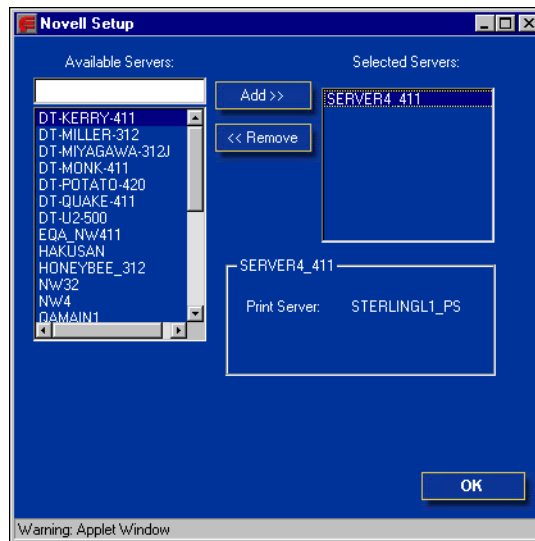 Novell Setup
Available Servers:
Selected Servers:
Add >>
<< Remove
SERVER4_411
DT-KERRY-411
DT-MILLER-312
DT-MIYAGAWA-312J
DT-MONK-411
DT-POTATO-420
DT-QUAKE-411
DT-U2-500
EQA_NW411
HAKUSAN
HONEYBEE_312
NW32
NW4
QAMAIN1
SERVER4_411
Print Server: STERLINGL1_PS
OK
Warning: Applet Window